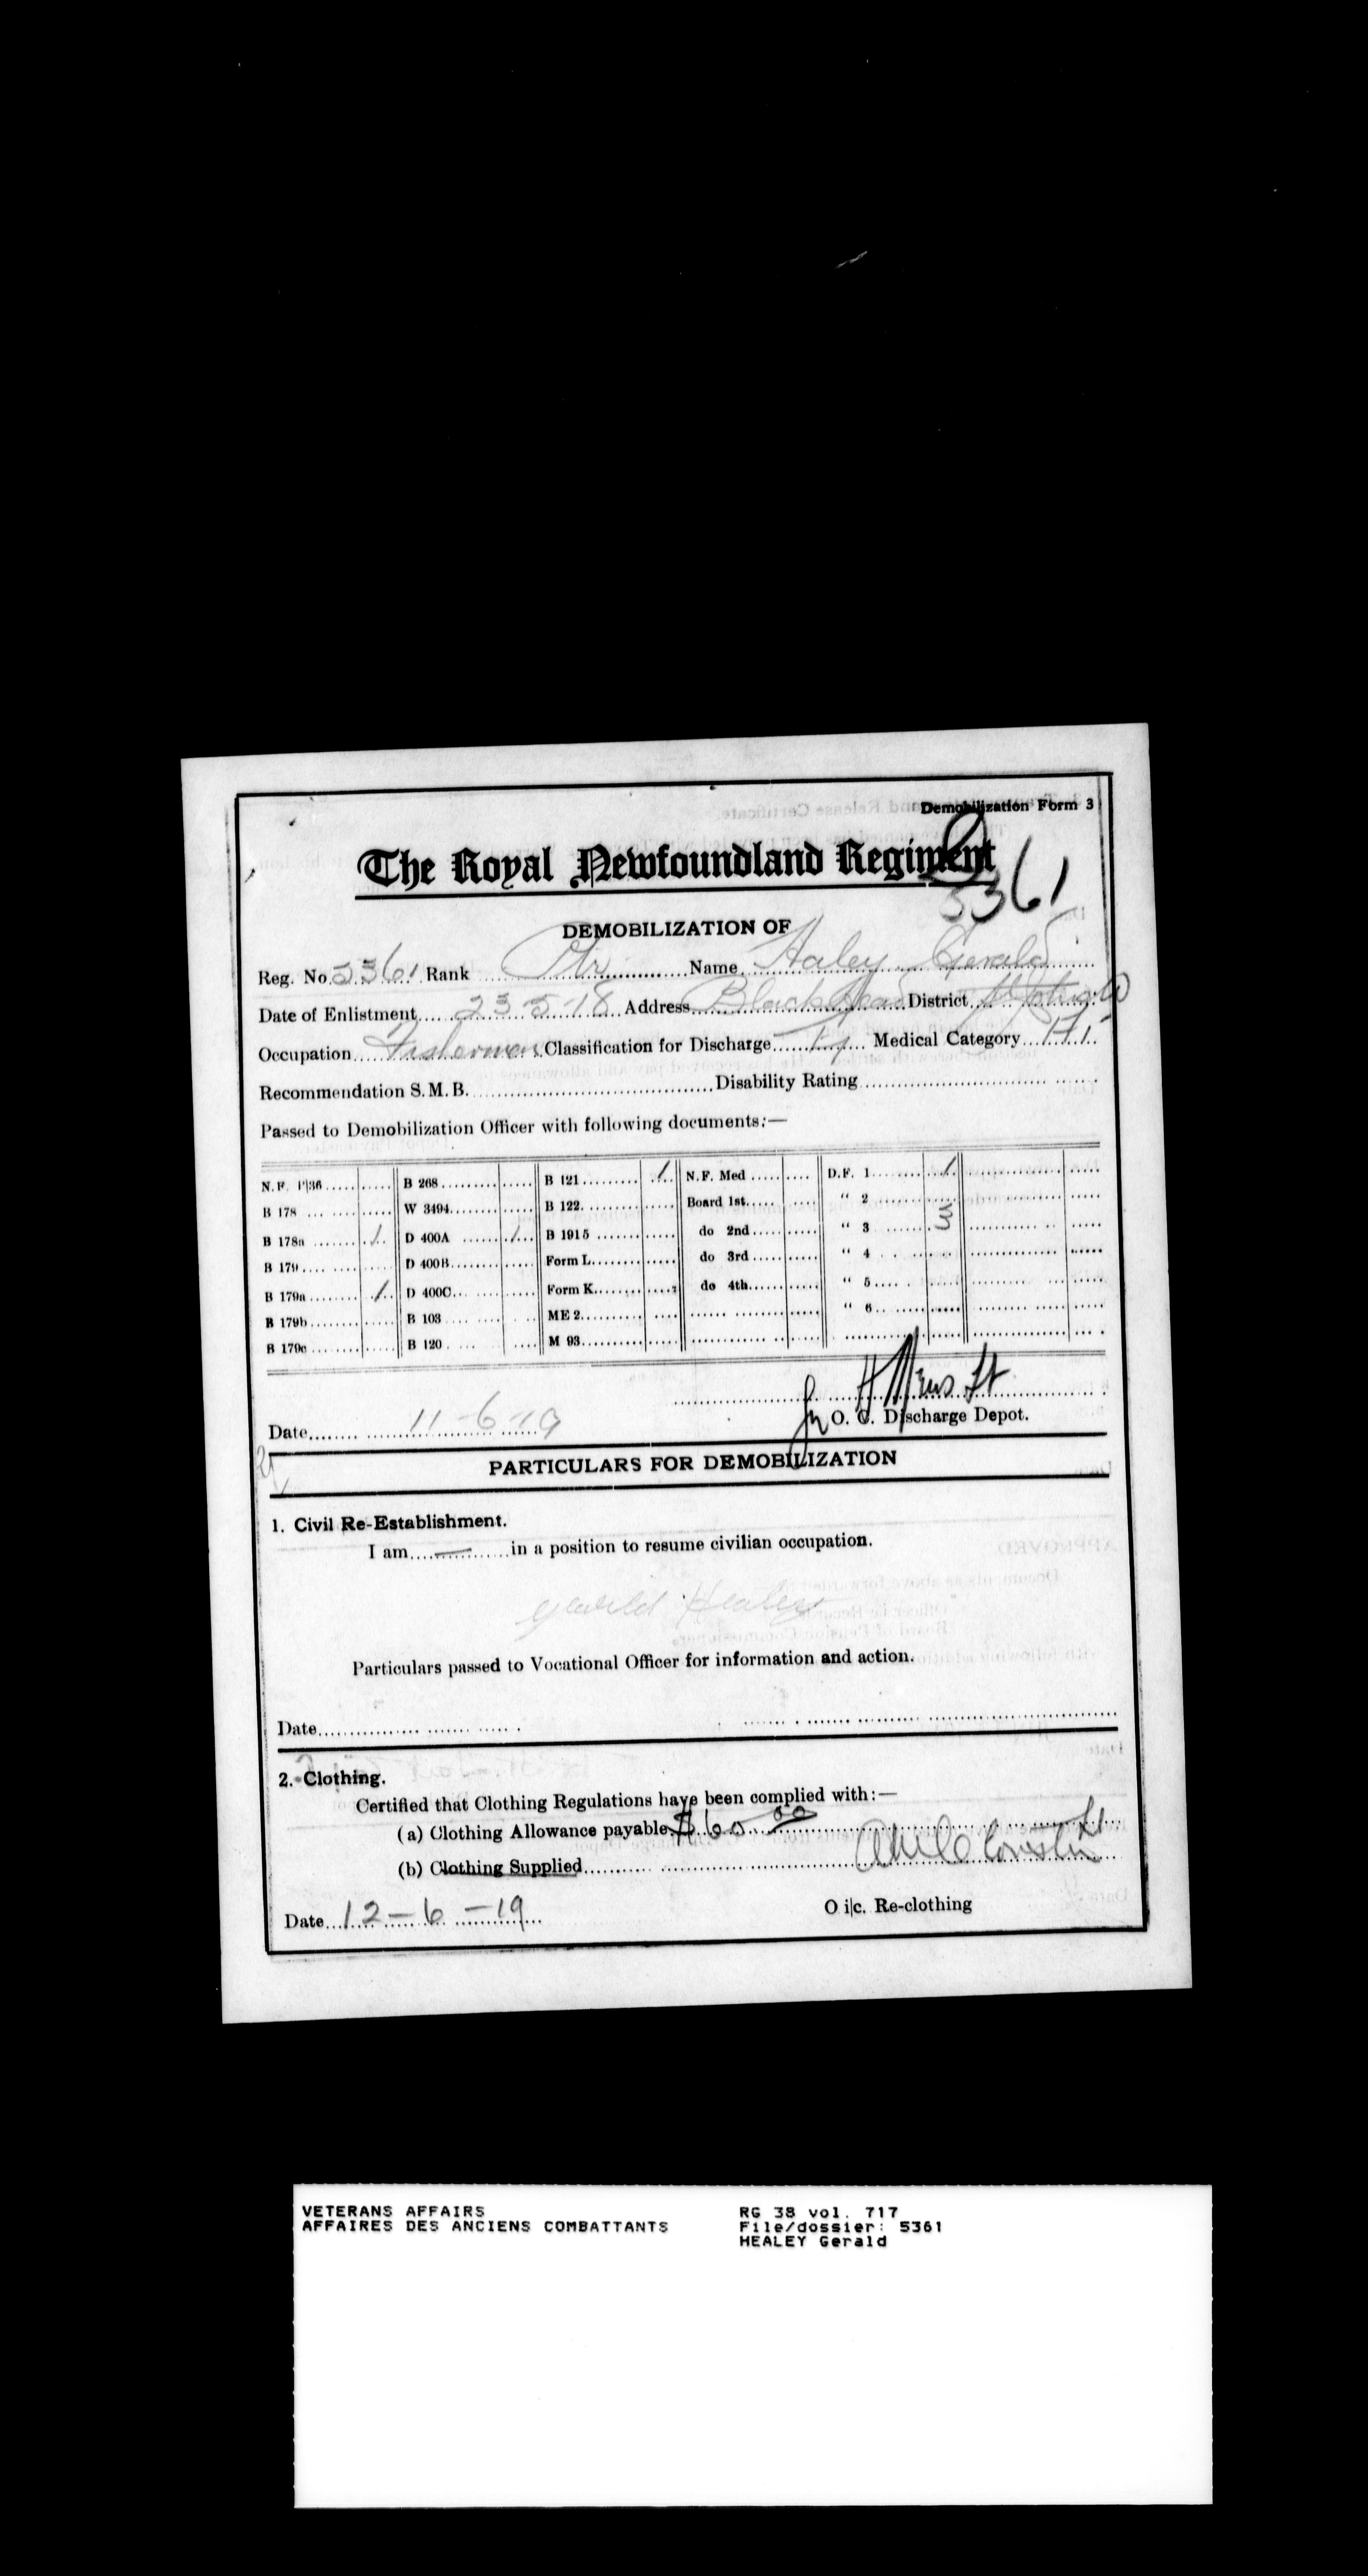 Demobilization Form 3
The Royal Newfoundland Regiment
5361
DEMOBILIZATION OF
Reg. No. 5361 Rank Pte Name Haley Gerald
Date of Enlistment 23-5-18 Address Black Head District
Occupation Fisherman Classification for Discharge Medical Category
Recommendation S.M.B. Disability Rating
Passed to Demobilization Officer with following documents:—
N.F. P|36 B 268 B 121 1 N.F. Med D.F. 1 1
B 178 W 3494 B 122 Board 1st " 2
B 178a 1 D 400A 1 B 1915 do 2nd " 3 3
B 179 D 400B Form L do 3rd " 4
B 179a 1 D 400C Form K do 4th " 5
B 179b B 103 ME 2 " 6
B 179c B 120 M 93
for Lt
Date 11-6-19 O. C. Discharge Depot.
PARTICULARS FOR DEMOBILIZATION
1. Civil Re-Establishment.
I am in a position to resume civilian occupation.
Gerald Healey
Particulars passed to Vocational Officer for information and action.
Date
2. Clothing.
Certified that Clothing Regulations have been complied with:—
(a) Clothing Allowance payable $60.00
(b) Clothing Supplied
Date 12-6-19 O i|c. Re-clothing
VETERANS AFFAIRS RG 38 vol. 717
AFFAIRES DES ANCIENS COMBATTANTS File/dossier: 5361
HEALEY Gerald